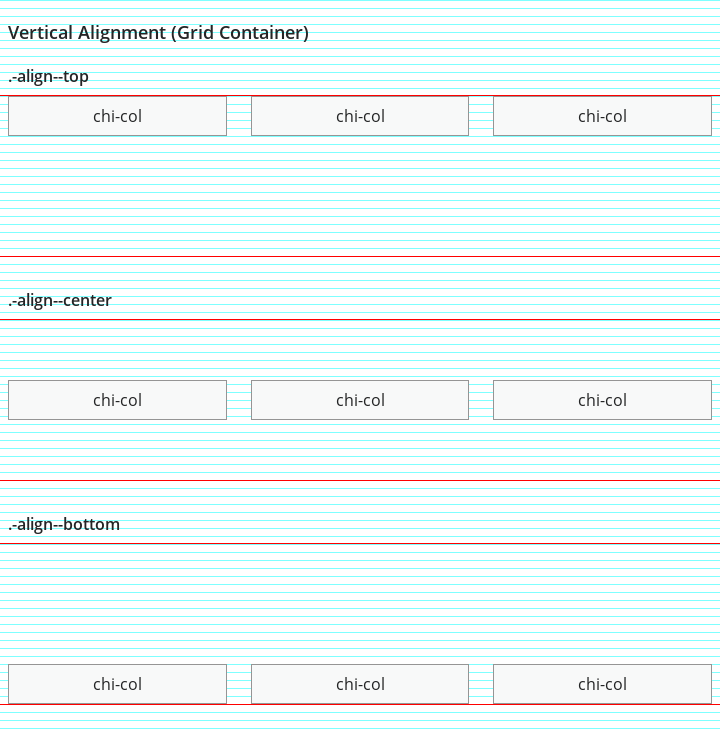 Vertical Alignment (Grid Container)
.-align--top
chi-col chi-col chi-col
.-align--center
chi-col chi-col chi-col
.-align--bottom
chi-col chi-col chi-col